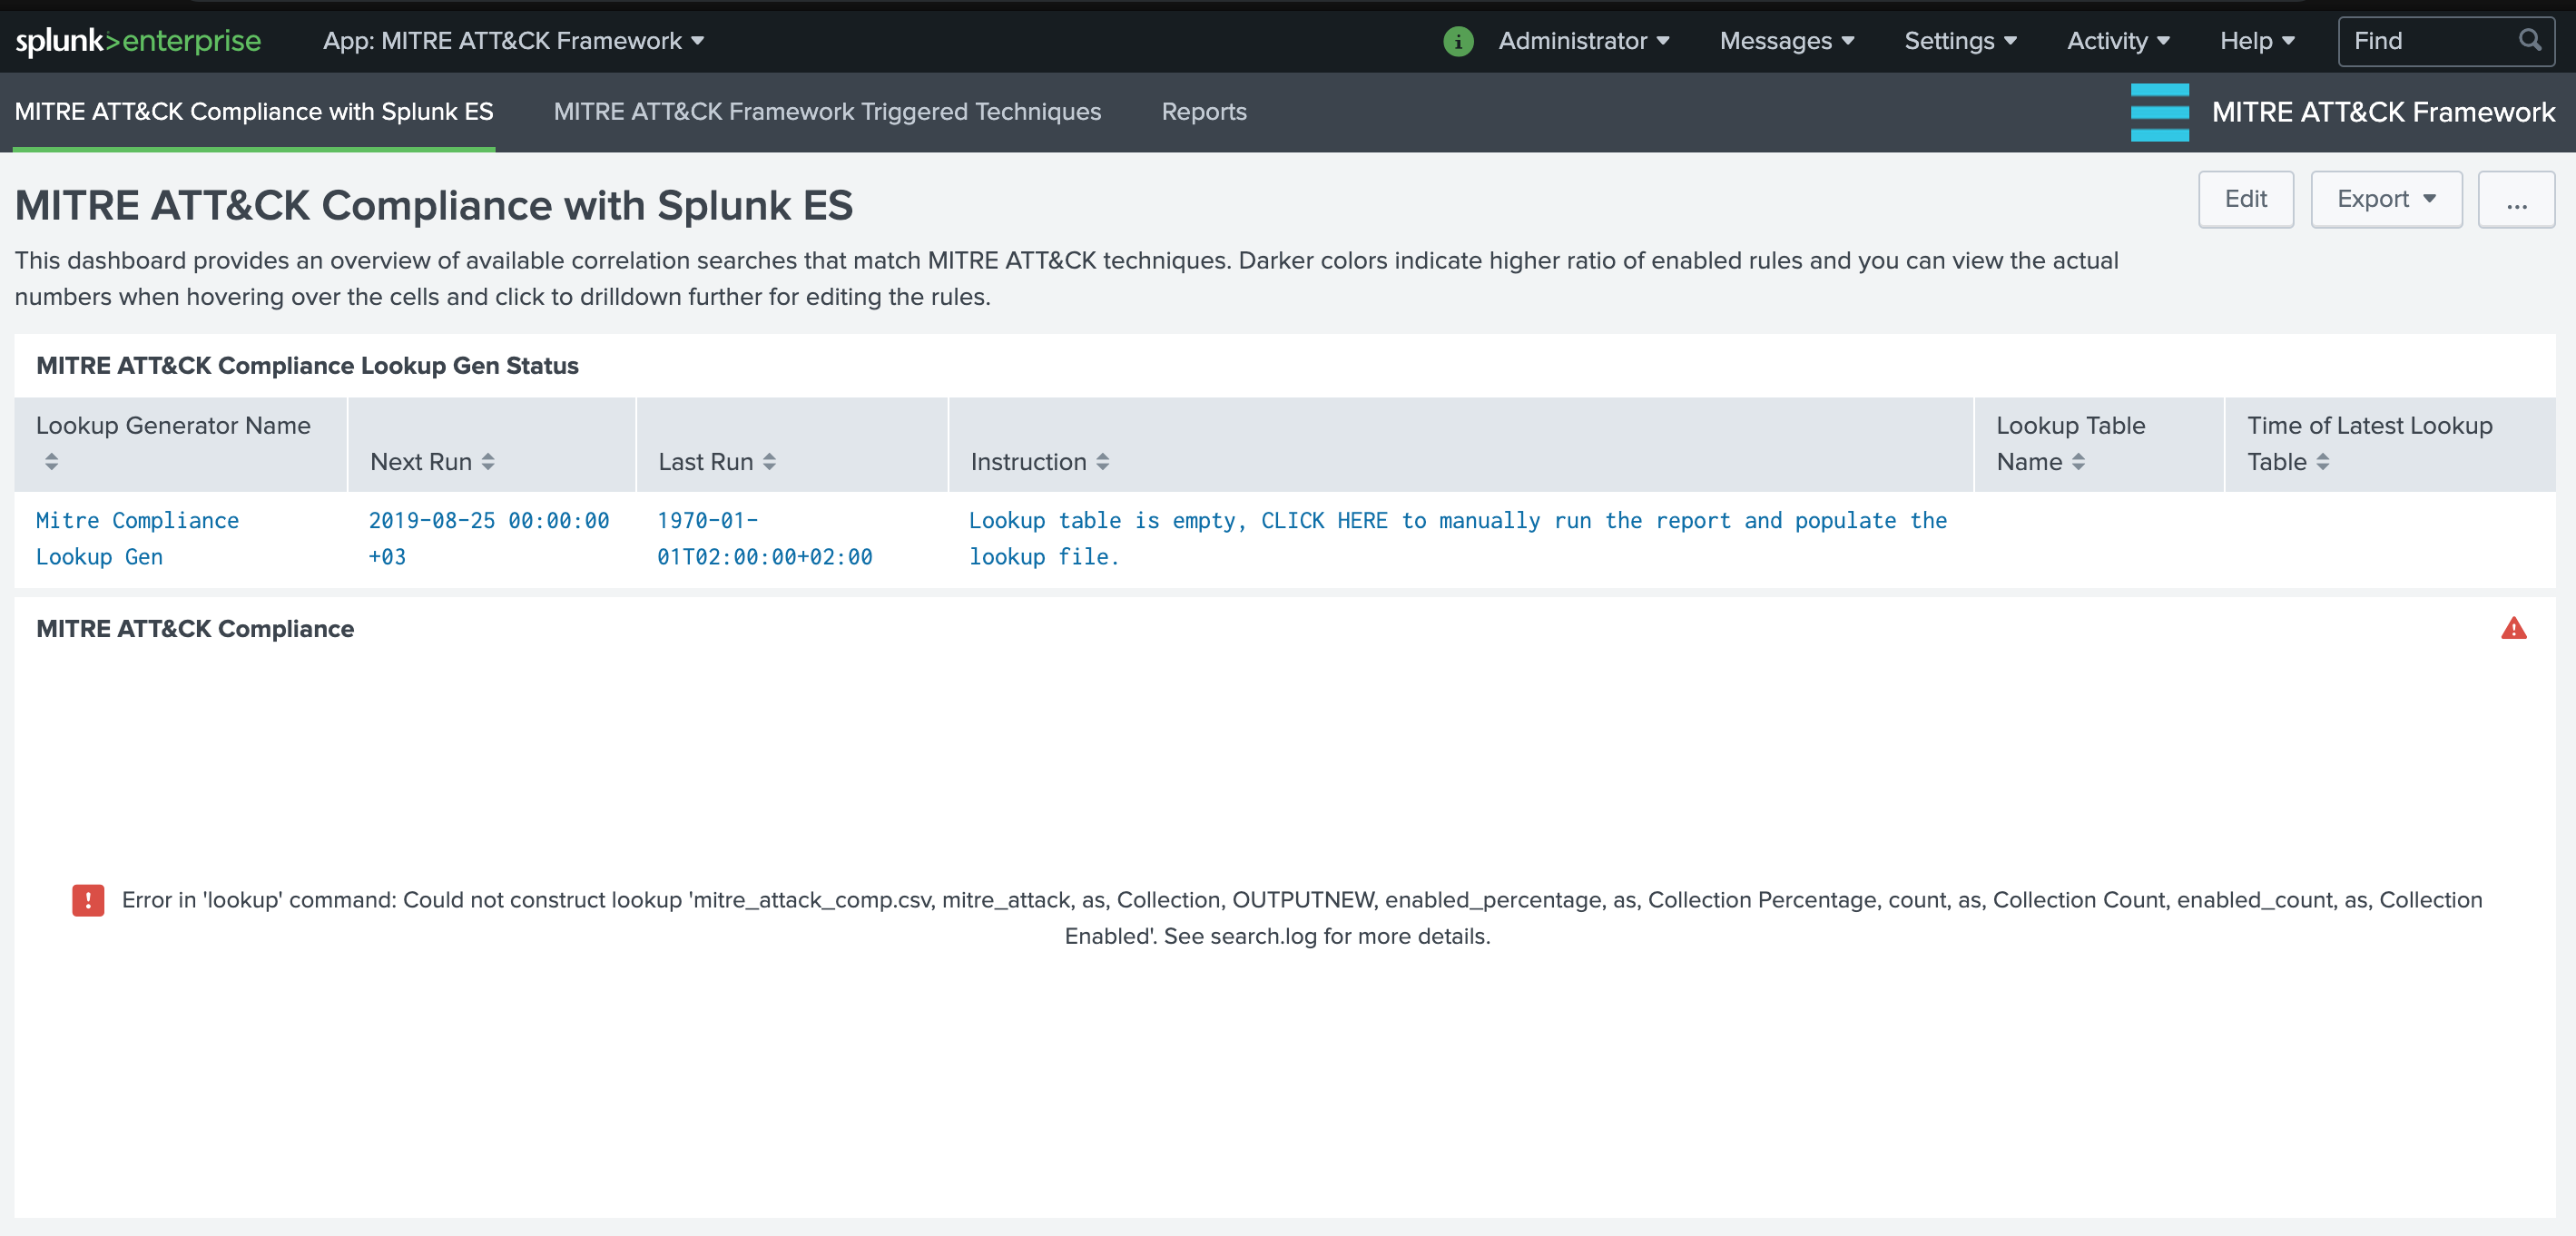 splunk>enterprise App: MITRE ATT&CK Framework i Administrator Messages Settings Activity Help Find
MITRE ATT&CK Compliance with Splunk ES MITRE ATT&CK Framework Triggered Techniques Reports MITRE ATT&CK Framework
MITRE ATT&CK Compliance with Splunk ES Edit Export ...
This dashboard provides an overview of available correlation searches that match MITRE ATT&CK techniques. Darker colors indicate higher ratio of enabled rules and you can view the actual
numbers when hovering over the cells and click to drilldown further for editing the rules.
MITRE ATT&CK Compliance Lookup Gen Status
Lookup Generator Name
Next Run
Last Run
Instruction
Lookup Table
Name
Time of Latest Lookup
Table
Mitre Compliance
Lookup Gen
2019-08-25 00:00:00
+03
1970-01-
01T02:00:00+02:00
Lookup table is empty, CLICK HERE to manually run the report and populate the
lookup file.
MITRE ATT&CK Compliance
! Error in 'lookup' command: Could not construct lookup 'mitre_attack_comp.csv, mitre_attack, as, Collection, OUTPUTNEW, enabled_percentage, as, Collection Percentage, count, as, Collection Count, enabled_count, as, Collection
Enabled'. See search.log for more details.